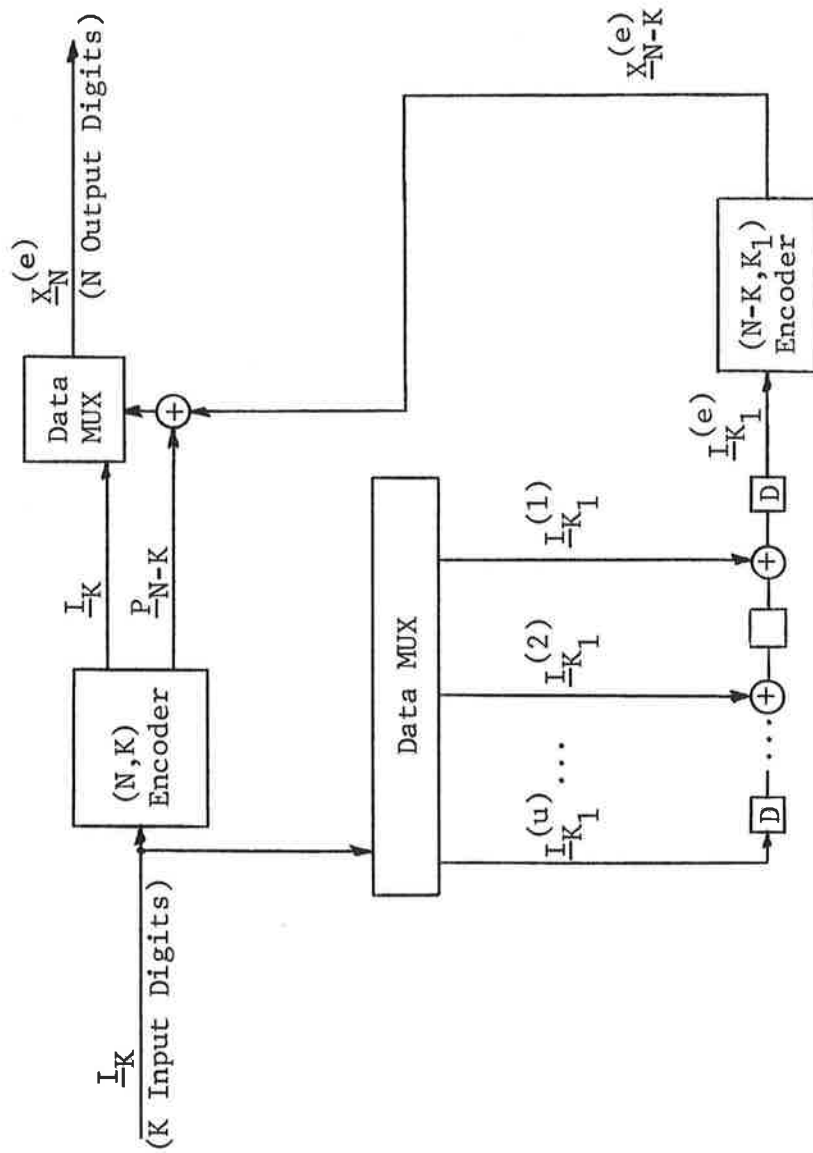 I_K
(K Input Digits)
(N,K)
Encoder
I_K
P_N-K
Data
MUX
X_N^(e)
(N Output Digits)
Data MUX
I_K1^(u)
...
I_K1^(2)
I_K1^(1)
D
....
D
I_K1^(e)
(N-K,K1)
Encoder
X_N-K^(e)